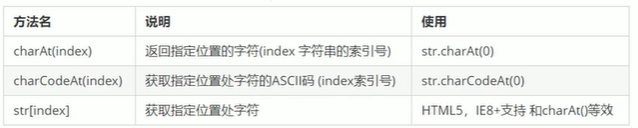 方法名 说明 使用
charAt(index) 返回指定位置的字符(index 字符串的索引号) str.charAt(0)
charCodeAt(index) 获取指定位置处字符的ASCII码 (index索引号) str.charCodeAt(0)
str[index] 获取指定位置处字符 HTML5，IE8+支持 和charAt()等效